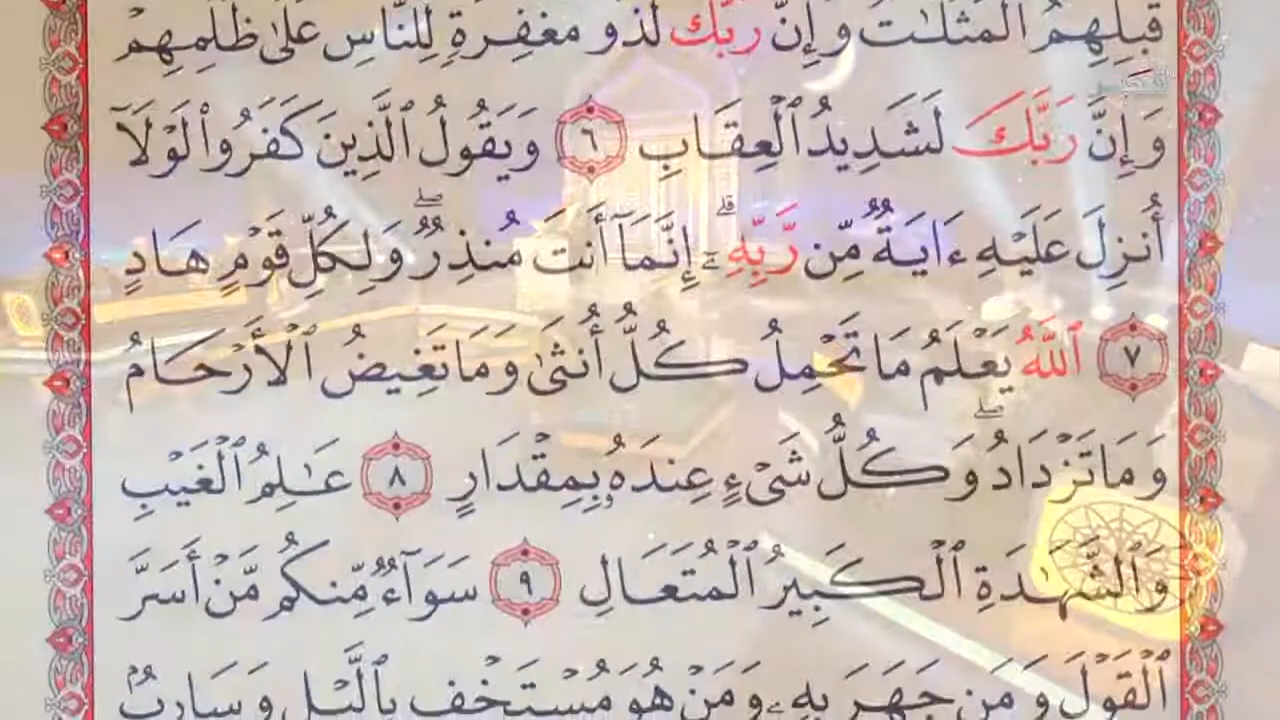 قَبْلِهِمُ ٱلْمَثُلَـٰتُ وَإِنَّ رَبَّكَ لَذُو مَغْفِرَةٍ لِّلنَّاسِ عَلَىٰ ظُلْمِهِمْ
وَإِنَّ رَبَّكَ لَشَدِيدُ ٱلْعِقَابِ ٦ وَيَقُولُ ٱلَّذِينَ كَفَرُوا۟ لَوْلَآ
أُنزِلَ عَلَيْهِ ءَايَةٌ مِّن رَّبِّهِۦٓ ۗ إِنَّمَآ أَنتَ مُنذِرٌ ۖ وَلِكُلِّ قَوْمٍ هَادٍ
٧ ٱللَّهُ يَعْلَمُ مَا تَحْمِلُ كُلُّ أُنثَىٰ وَمَا تَغِيضُ ٱلْأَرْحَامُ
وَمَا تَزْدَادُ ۖ وَكُلُّ شَىْءٍ عِندَهُۥ بِمِقْدَارٍ ٨ عَـٰلِمُ ٱلْغَيْبِ
وَٱلشَّهَـٰدَةِ ٱلْكَبِيرُ ٱلْمُتَعَالِ ٩ سَوَآءٌ مِّنكُم مَّنْ أَسَرَّ
ٱلْقَوْلَ وَمَن جَهَرَ بِهِۦ وَمَنْ هُوَ مُسْتَخْفٍ بِٱلَّيْلِ وَسَارِبٌۢ